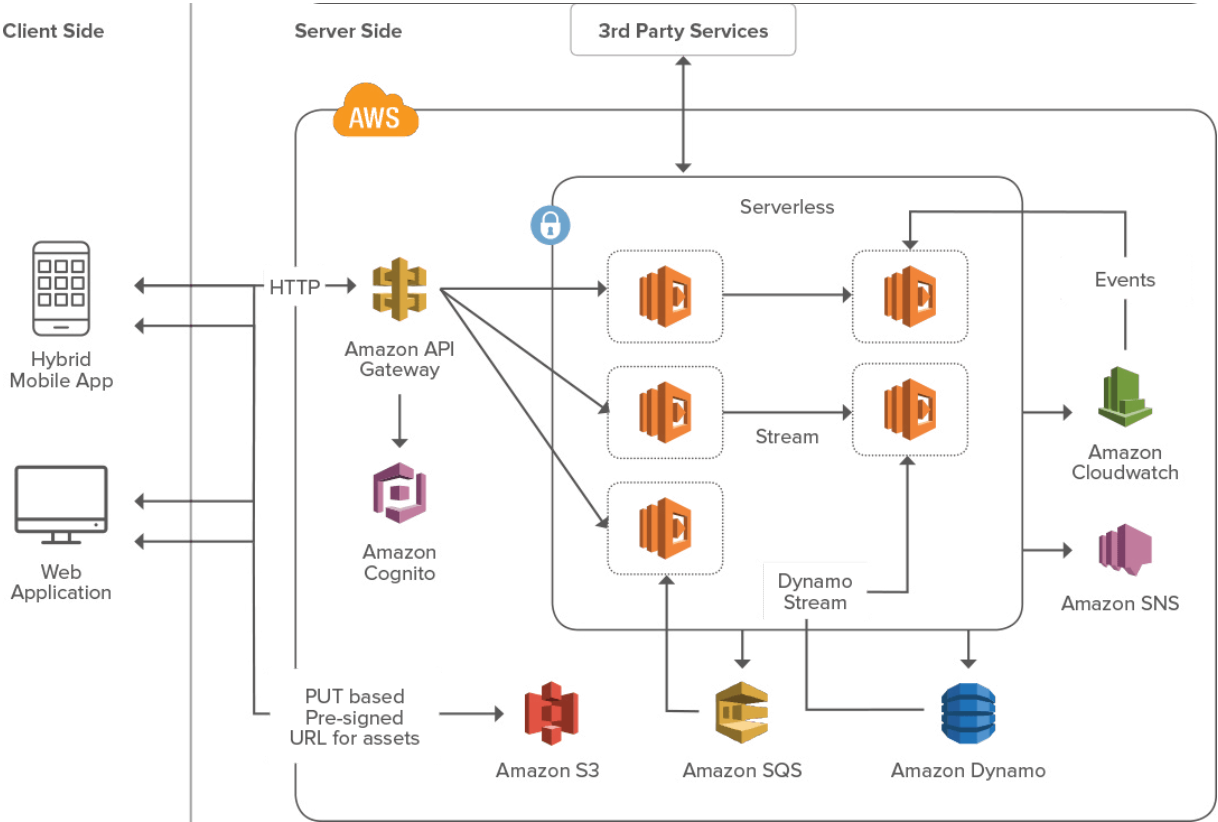 Client Side
Server Side
3rd Party Services
AWS
Serverless
HTTP
Events
Hybrid
Mobile App
Amazon API
Gateway
Stream
Amazon
Cloudwatch
Web
Application
Amazon
Cognito
Dynamo
Stream
Amazon SNS
PUT based
Pre-signed
URL for assets
Amazon S3
Amazon SQS
Amazon Dynamo